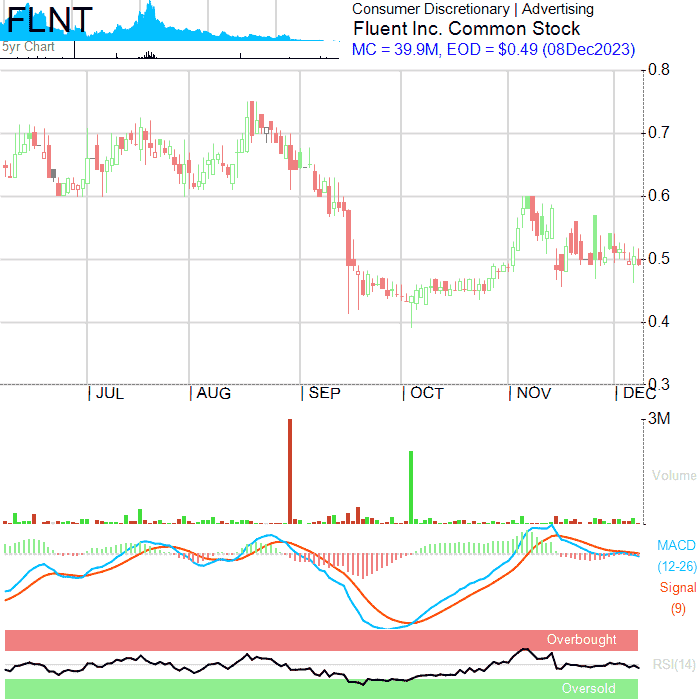 FLNT
5yr Chart
Consumer Discretionary | Advertising
Fluent Inc. Common Stock
MC = 39.9M, EOD = $0.49 (08Dec2023)
0.8
0.7
0.6
0.5
0.4
0.3
JUL
AUG
SEP
OCT
NOV
DEC
3M
Volume
MACD
(12-26)
Signal
(9)
Overbought
RSI(14)
Oversold